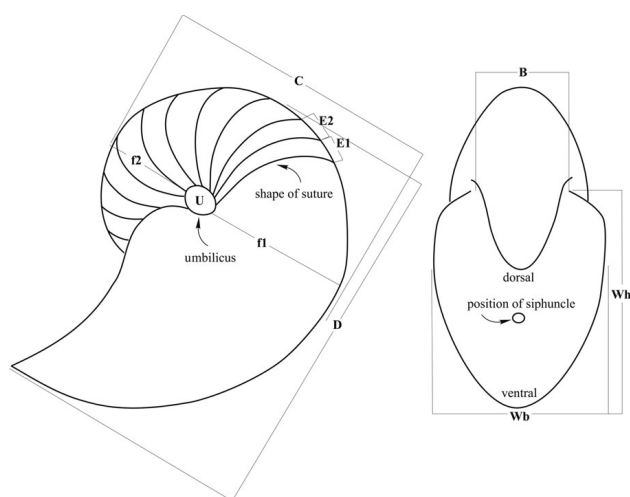 C
B
E2
E1
f2
shape of suture
U
umbilicus
f1
D
dorsal
position of siphuncle
Wh
ventral
Wb